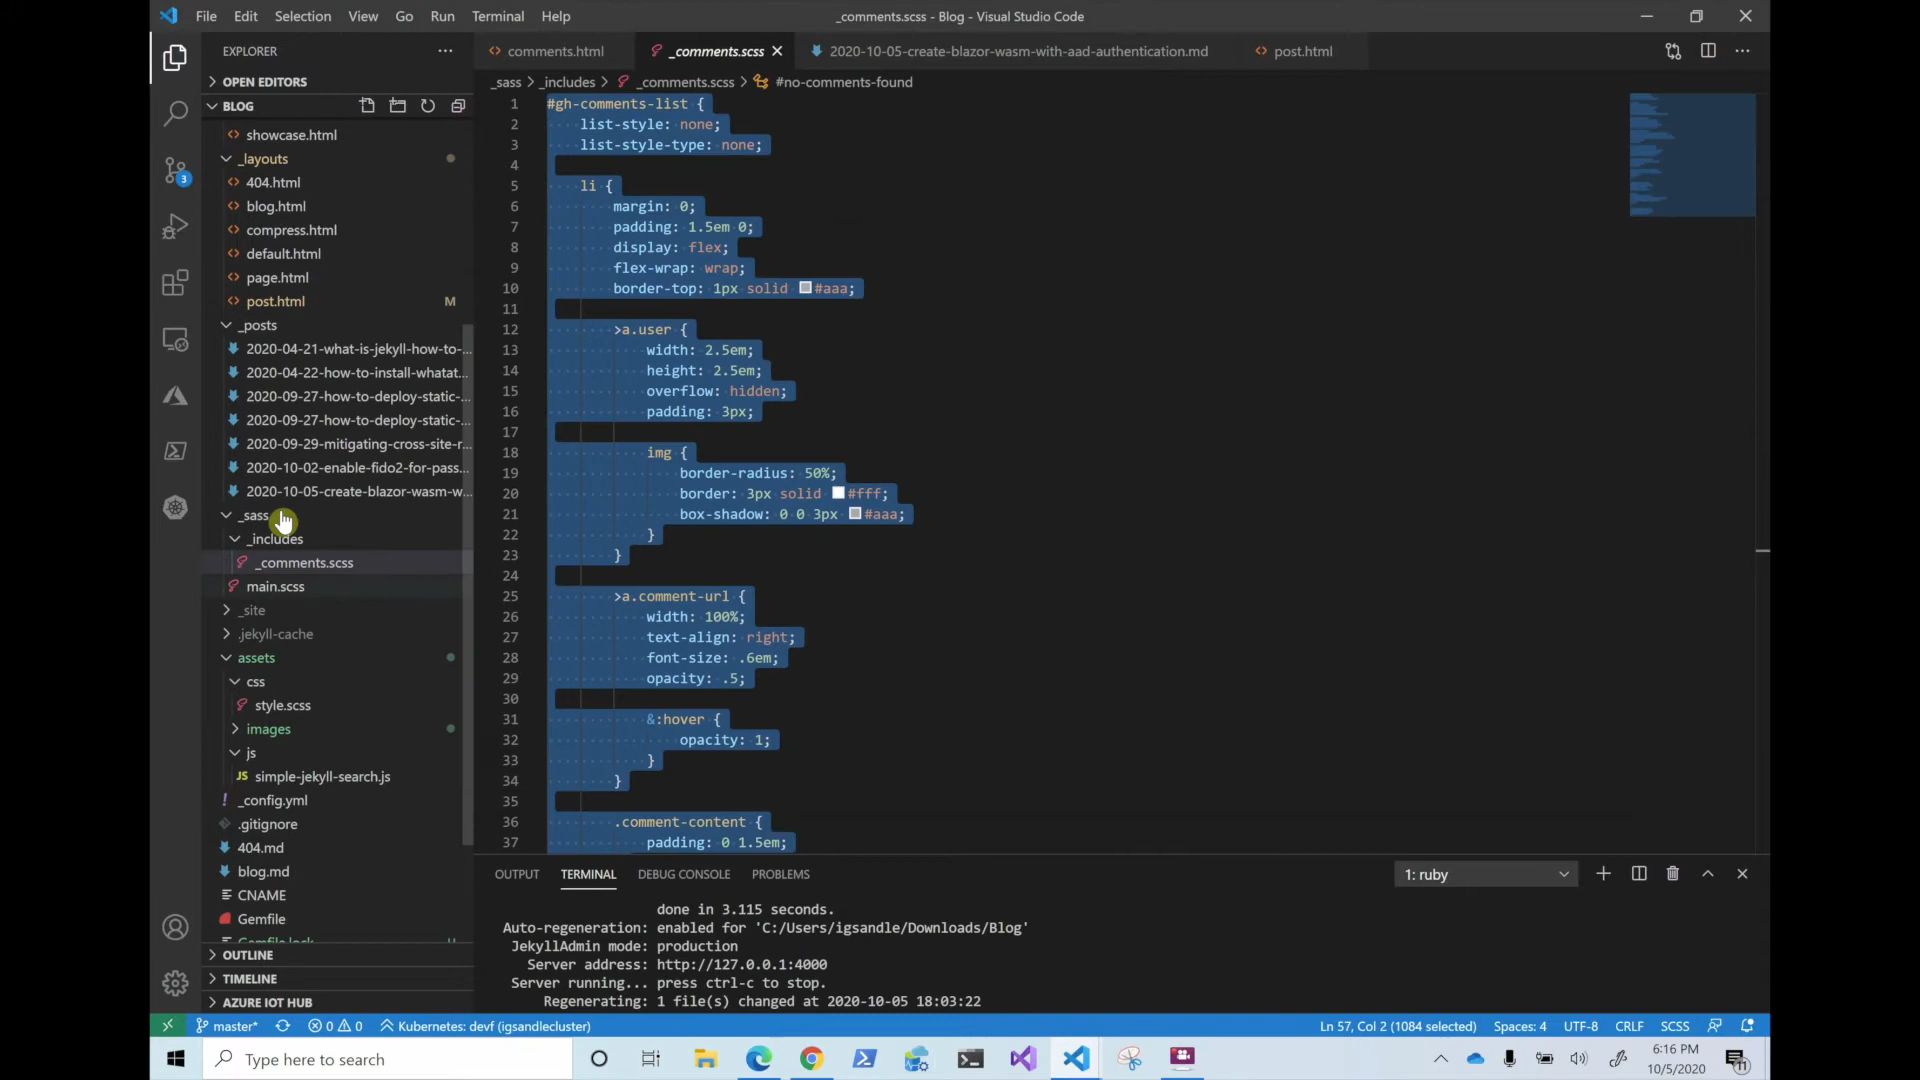 File Edit Selection View Go Run Terminal Help
_comments.scss - Blog - Visual Studio Code
EXPLORER
OPEN EDITORS
BLOG
showcase.html
_layouts
404.html
blog.html
compress.html
default.html
page.html
post.html M
_posts
2020-04-21-what-is-jekyll-how-to-...
2020-04-22-how-to-install-whatat...
2020-09-27-how-to-deploy-static-...
2020-09-27-how-to-deploy-static-...
2020-09-29-mitigating-cross-site-r...
2020-10-02-enable-fido2-for-pass...
2020-10-05-create-blazor-wasm-w...
_sass
_includes
_comments.scss
main.scss
_site
.jekyll-cache
assets
css
style.scss
images
js
JS simple-jekyll-search.js
! _config.yml
.gitignore
404.md
blog.md
CNAME
Gemfile
Gemfile.lock U
OUTLINE
TIMELINE
AZURE IOT HUB
3
comments.html
_comments.scss
2020-10-05-create-blazor-wasm-with-aad-authentication.md
post.html
_sass > _includes > _comments.scss > #no-comments-found
1 #gh-comments-list {
2 list-style: none;
3 list-style-type: none;
4
5 li {
6 margin: 0;
7 padding: 1.5em 0;
8 display: flex;
9 flex-wrap: wrap;
10 border-top: 1px solid #aaa;
11
12 >a.user {
13 width: 2.5em;
14 height: 2.5em;
15 overflow: hidden;
16 padding: 3px;
17
18 img {
19 border-radius: 50%;
20 border: 3px solid #fff;
21 box-shadow: 0 0 3px #aaa;
22 }
23 }
24
25 >a.comment-url {
26 width: 100%;
27 text-align: right;
28 font-size: .6em;
29 opacity: .5;
30
31 &:hover {
32 opacity: 1;
33 }
34 }
35
36 .comment-content {
37 padding: 0 1.5em;
OUTPUT TERMINAL DEBUG CONSOLE PROBLEMS
1: ruby
done in 3.115 seconds.
Auto-regeneration: enabled for 'C:/Users/igsandle/Downloads/Blog'
JekyllAdmin mode: production
Server address: http://127.0.0.1:4000
Server running... press ctrl-c to stop.
Regenerating: 1 file(s) changed at 2020-10-05 18:03:22
master* 0 0 Kubernetes: devf (igsandlecluster)
Ln 57, Col 2 (1084 selected) Spaces: 4 UTF-8 CRLF SCSS
Type here to search
6:16 PM
10/5/2020
11